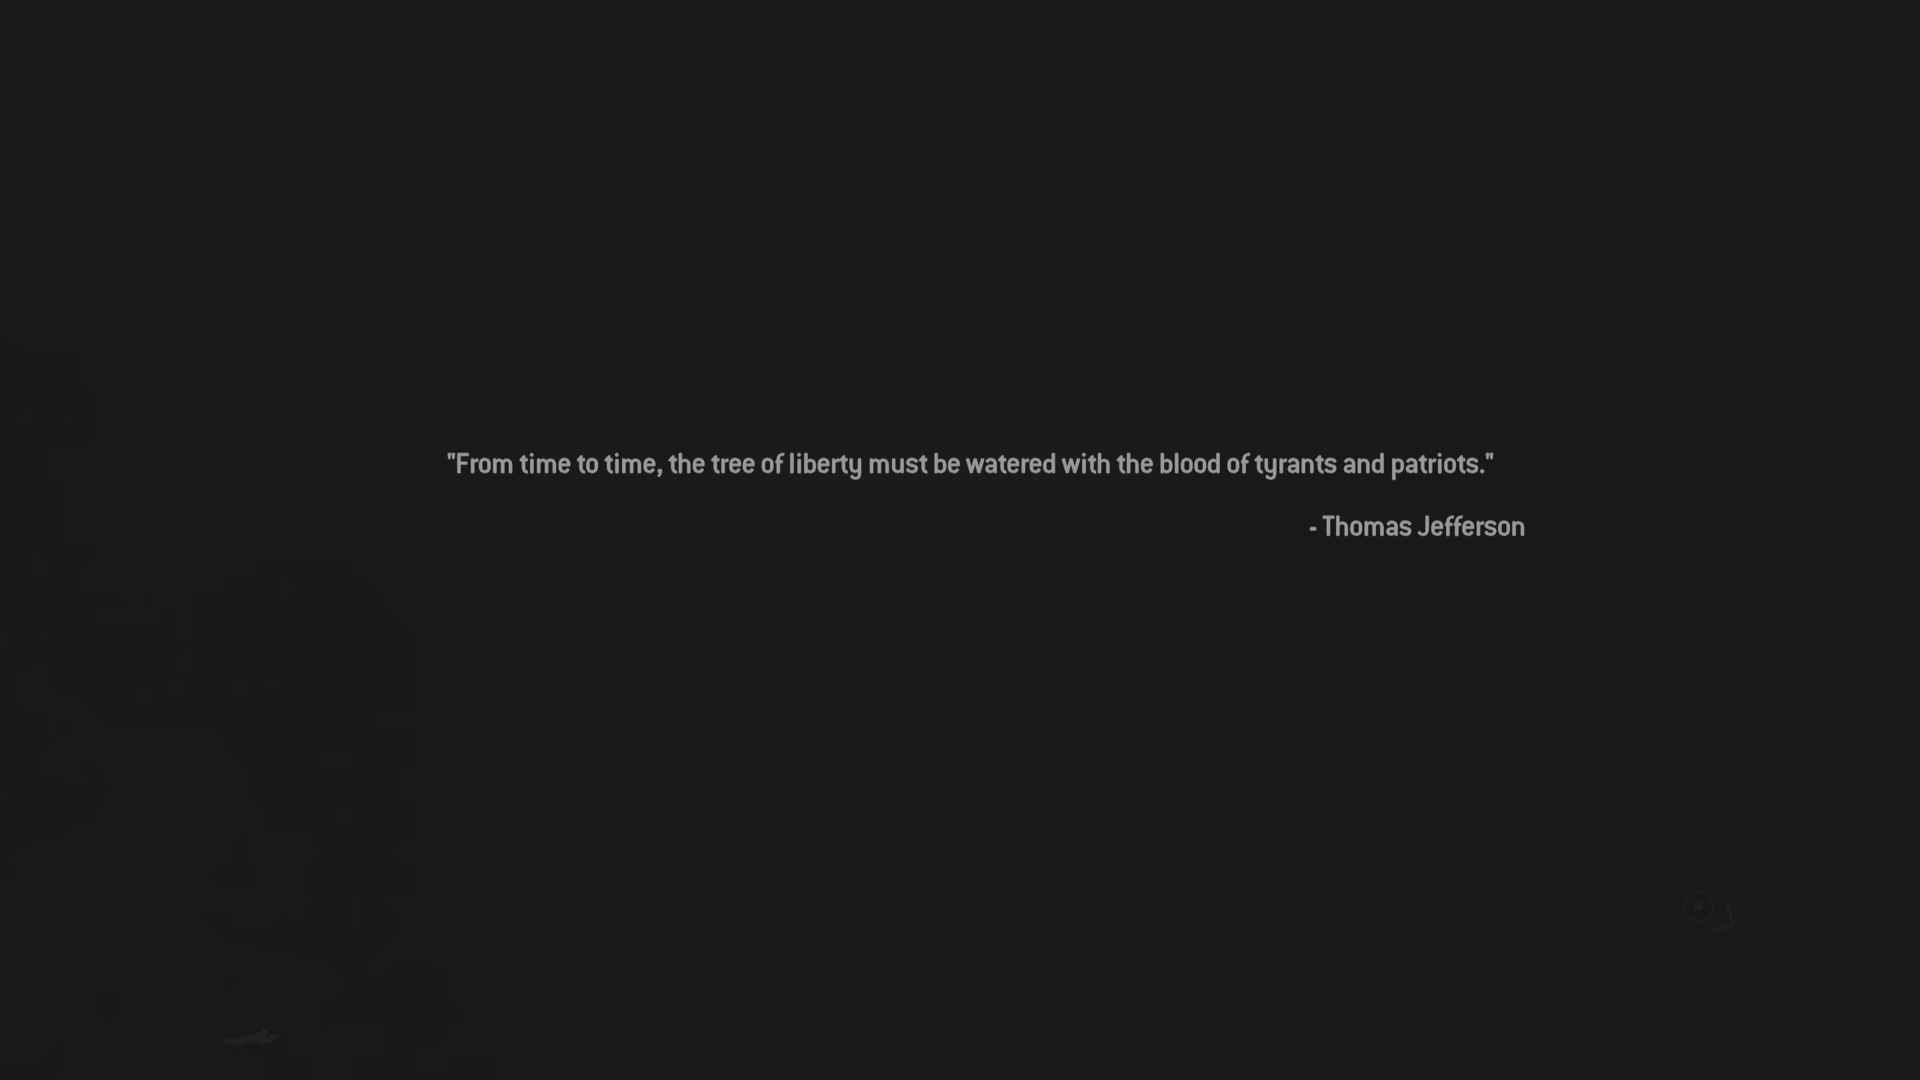 "From time to time, the tree of liberty must be watered with the blood of tyrants and patriots."
- Thomas Jefferson